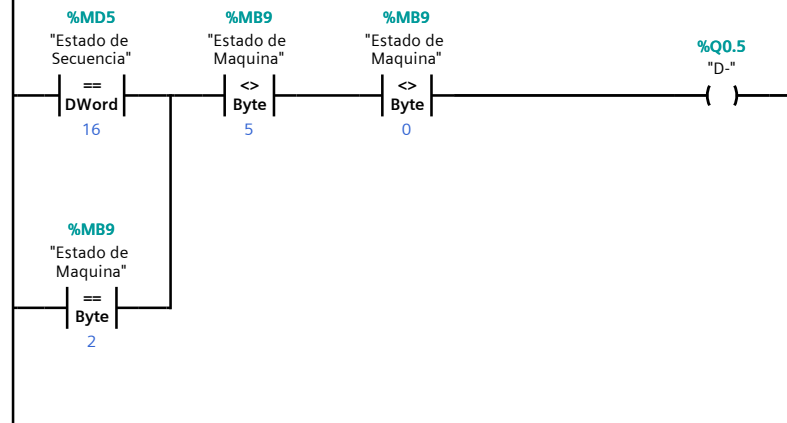 %MD5
"Estado de
Secuencia"
==
DWord
16
%MB9
"Estado de
Maquina"
<>
Byte
5
%MB9
"Estado de
Maquina"
<>
Byte
0
%Q0.5
"D-"
%MB9
"Estado de
Maquina"
==
Byte
2